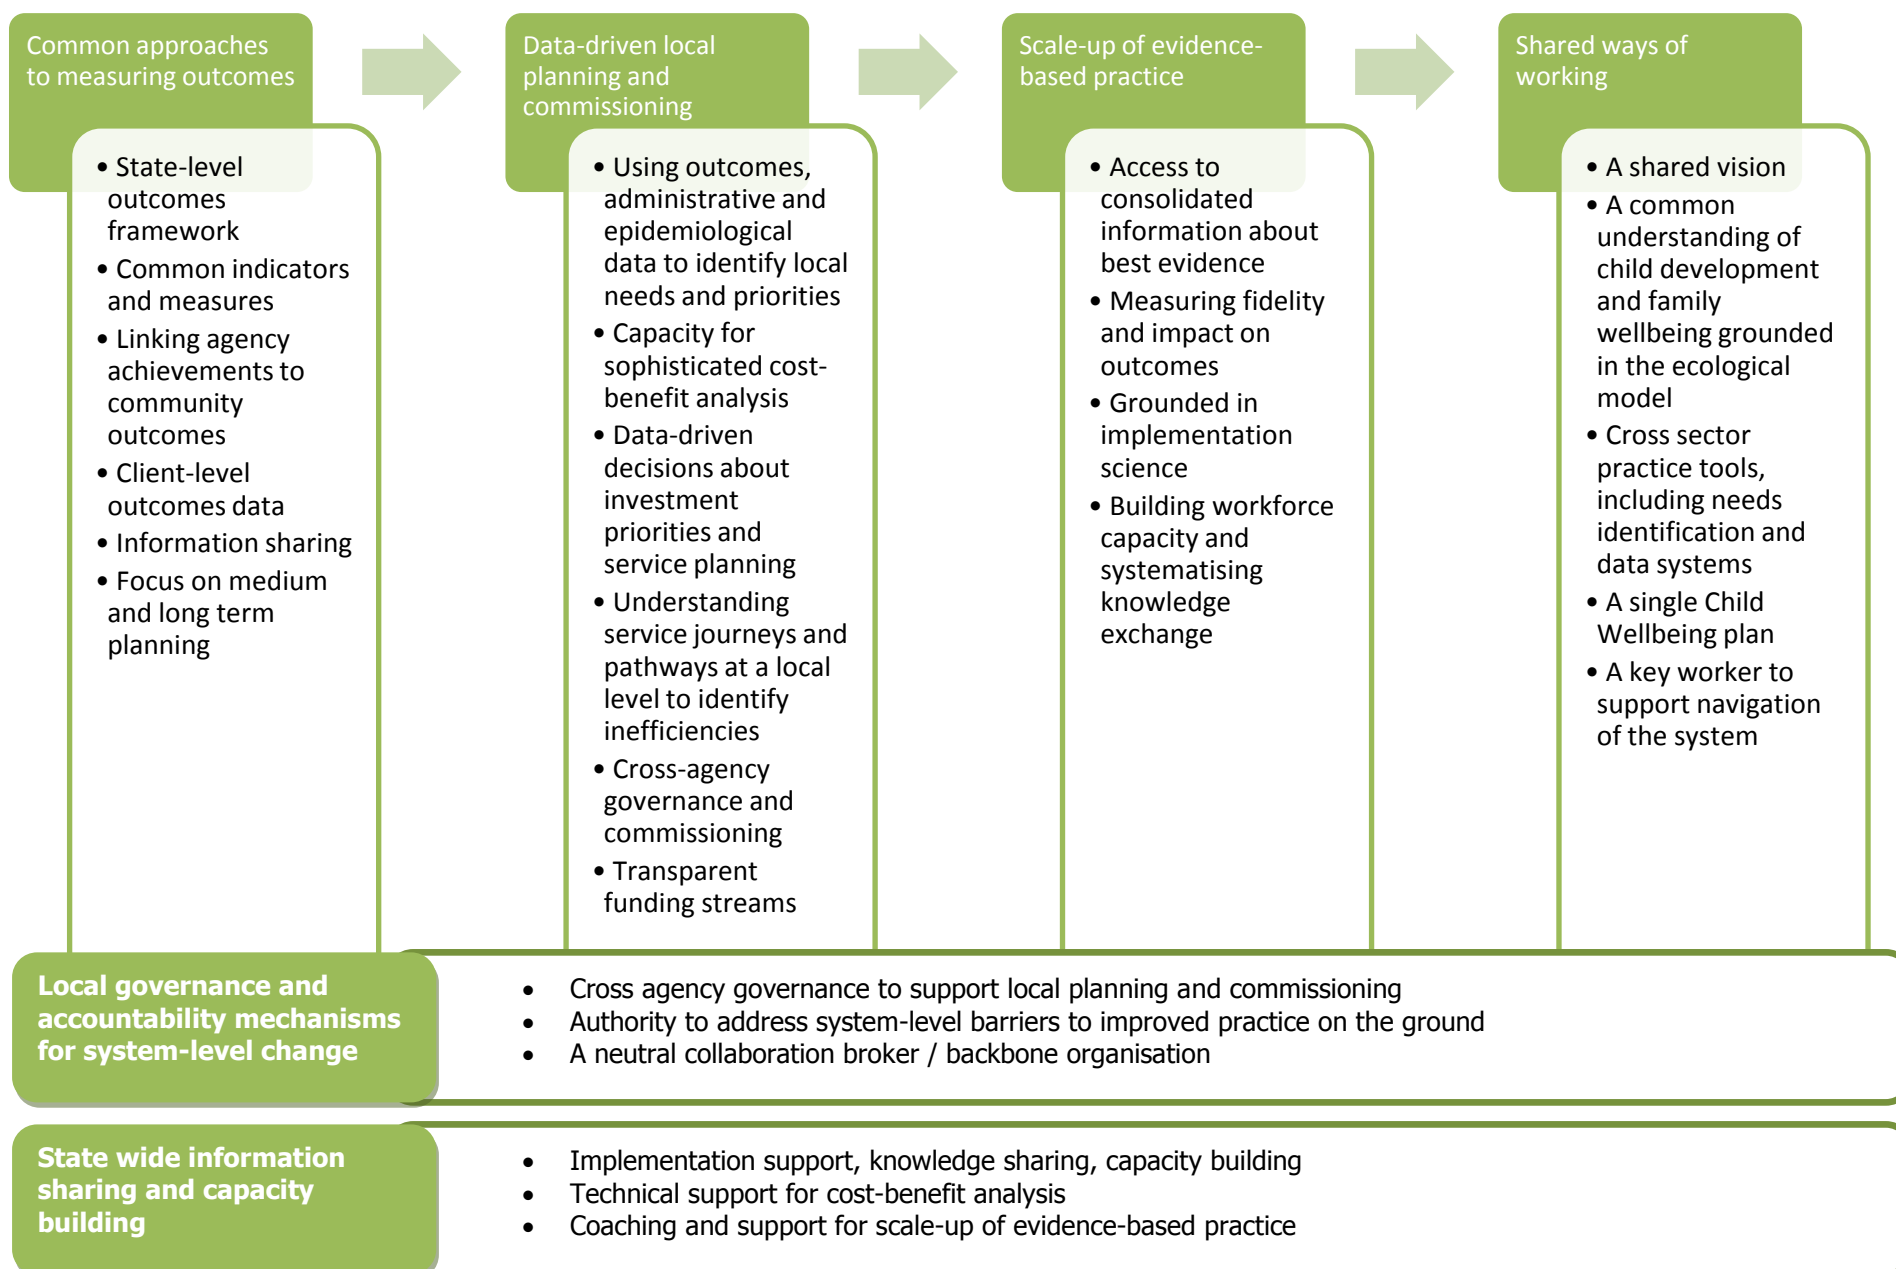 Common approaches
to measuring outcomes
• State-level
outcomes
framework
• Common indicators
and measures
• Linking agency
achievements to
community
outcomes
• Client-level
outcomes data
• Information sharing
• Focus on medium
and long term
planning
Data-driven local
planning and
commissioning
• Using outcomes,
administrative and
epidemiological
data to identify local
needs and priorities
• Capacity for
sophisticated cost-
benefit analysis
• Data-driven
decisions about
investment
priorities and
service planning
• Understanding
service journeys and
pathways at a local
level to identify
inefficiencies
• Cross-agency
governance and
commissioning
• Transparent
funding streams
Scale-up of evidence-
based practice
• Access to
consolidated
information about
best evidence
• Measuring fidelity
and impact on
outcomes
• Grounded in
implementation
science
• Building workforce
capacity and
systematising
knowledge
exchange
Shared ways of
working
• A shared vision
• A common
understanding of
child development
and family
wellbeing grounded
in the ecological
model
• Cross sector
practice tools,
including needs
identification and
data systems
• A single Child
Wellbeing plan
• A key worker to
support navigation
of the system
Local governance and
accountability mechanisms
for system-level change
• Cross agency governance to support local planning and commissioning
• Authority to address system-level barriers to improved practice on the ground
• A neutral collaboration broker / backbone organisation
State wide information
sharing and capacity
building
• Implementation support, knowledge sharing, capacity building
• Technical support for cost-benefit analysis
• Coaching and support for scale-up of evidence-based practice